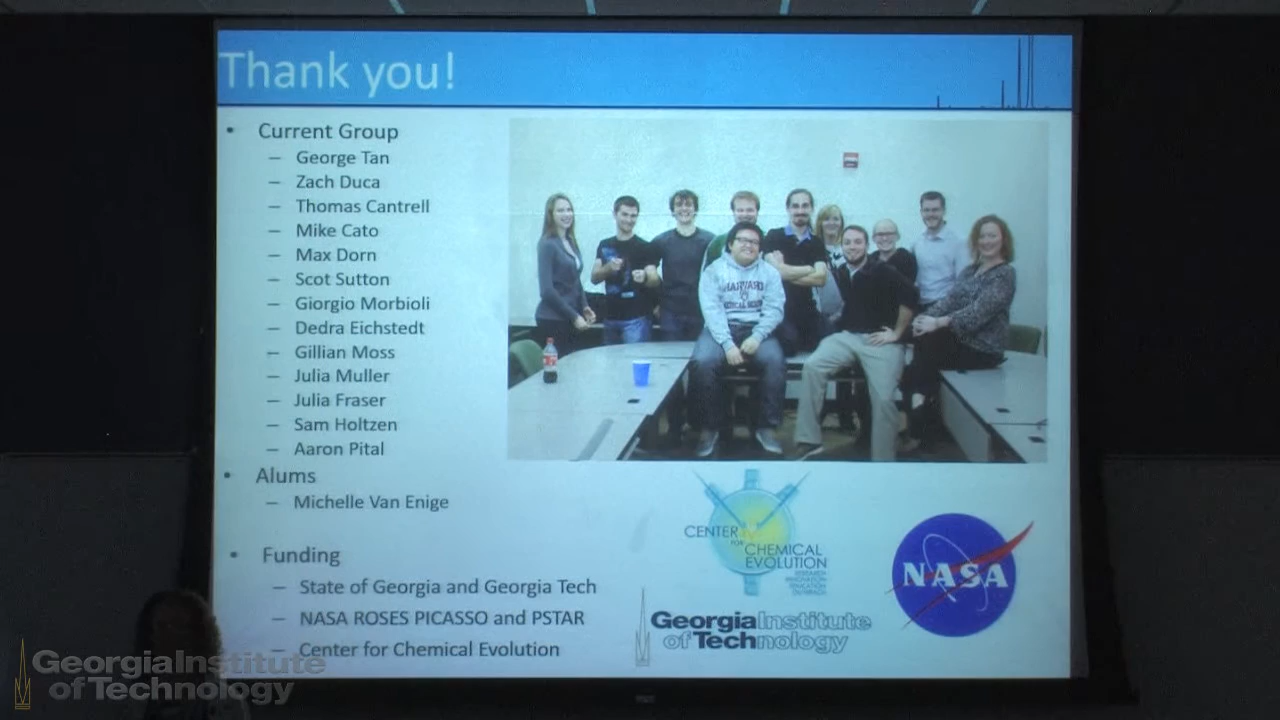 Thank you!
• Current Group
– George Tan
– Zach Duca
– Thomas Cantrell
– Mike Cato
– Max Dorn
– Scot Sutton
– Giorgio Morbioli
– Dedra Eichstedt
– Gillian Moss
– Julia Muller
– Julia Fraser
– Sam Holtzen
– Aaron Pital
• Alums
– Michelle Van Enige
• Funding
– State of Georgia and Georgia Tech
– NASA ROSES PICASSO and PSTAR
– Center for Chemical Evolution
HARVARD
CENTER
FOR
CHEMICAL
EVOLUTION
NASA
Georgia Institute
of Technology
Georgia Institute
of Technology